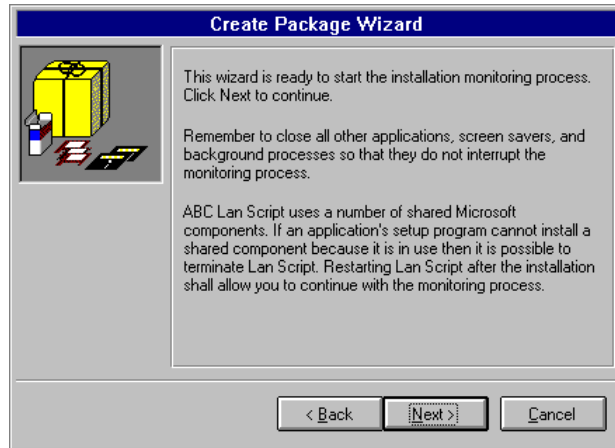 Create Package Wizard
This wizard is ready to start the installation monitoring process.
Click Next to continue.
Remember to close all other applications, screen savers, and
background processes so that they do not interrupt the
monitoring process.
ABC Lan Script uses a number of shared Microsoft
components. If an application's setup program cannot install a
shared component because it is in use then it is possible to
terminate Lan Script. Restarting Lan Script after the installation
shall allow you to continue with the monitoring process.
< Back Next > Cancel